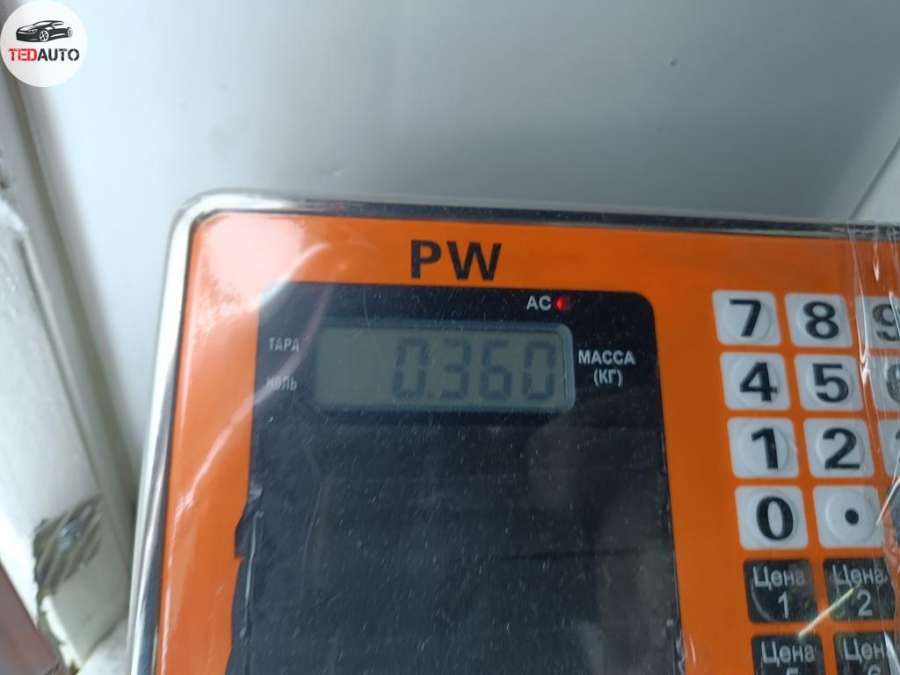 TEDAUTO
PW
AC
ТАРА
НОЛЬ
0.360
МАССА
(КГ)
7 8 9
4 5
1 2
0 •
Цена 1
Цена 2
Цена